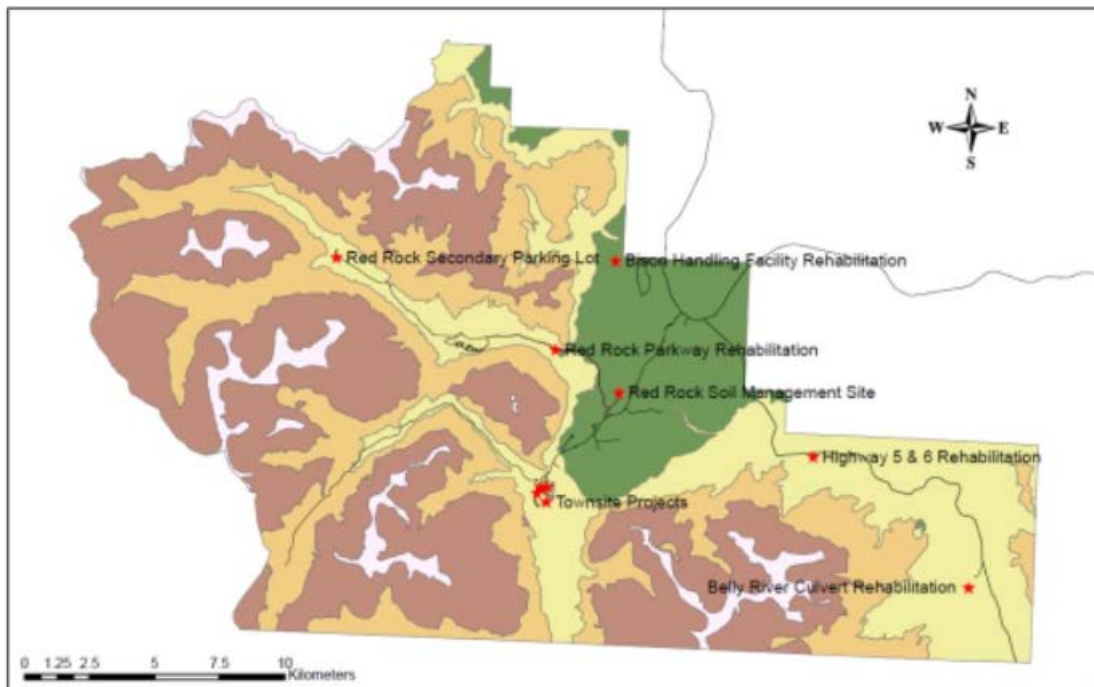 N
W E
S
Red Rock Secondary Parking Lot
Bison Handling Facility Rehabilitation
Red Rock Parkway Rehabilitation
Red Rock Soil Management Site
Highway 5 & 6 Rehabilitation
Townsite Projects
Belly River Culvert Rehabilitation
0 1.25 2.5 5 7.5 10
Kilometers